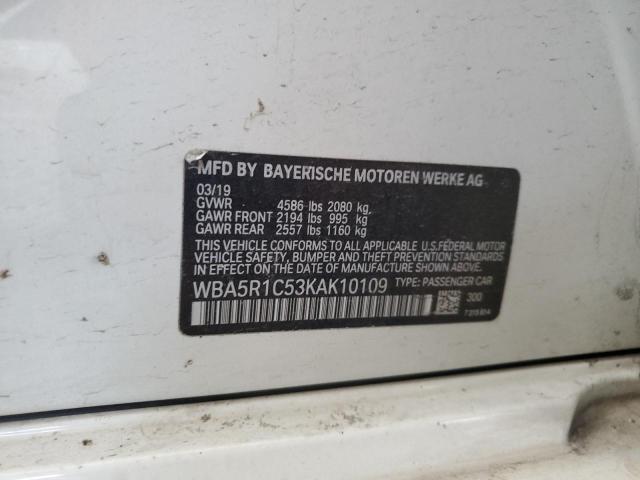 MFD BY BAYERISCHE MOTOREN WERKE AG
03/19
GVWR 4586 lbs 2080 kg
GAWR FRONT 2194 lbs 995 kg
GAWR REAR 2557 lbs 1160 kg
THIS VEHICLE CONFORMS TO ALL APPLICABLE U.S.FEDERAL MOTOR
VEHICLE SAFETY, BUMPER AND THEFT PREVENTION STANDARDS
IN EFFECT ON THE DATE OF MANUFACTURE SHOWN ABOVE.
WBA5R1C53KAK10109 TYPE: PASSENGER CAR
300